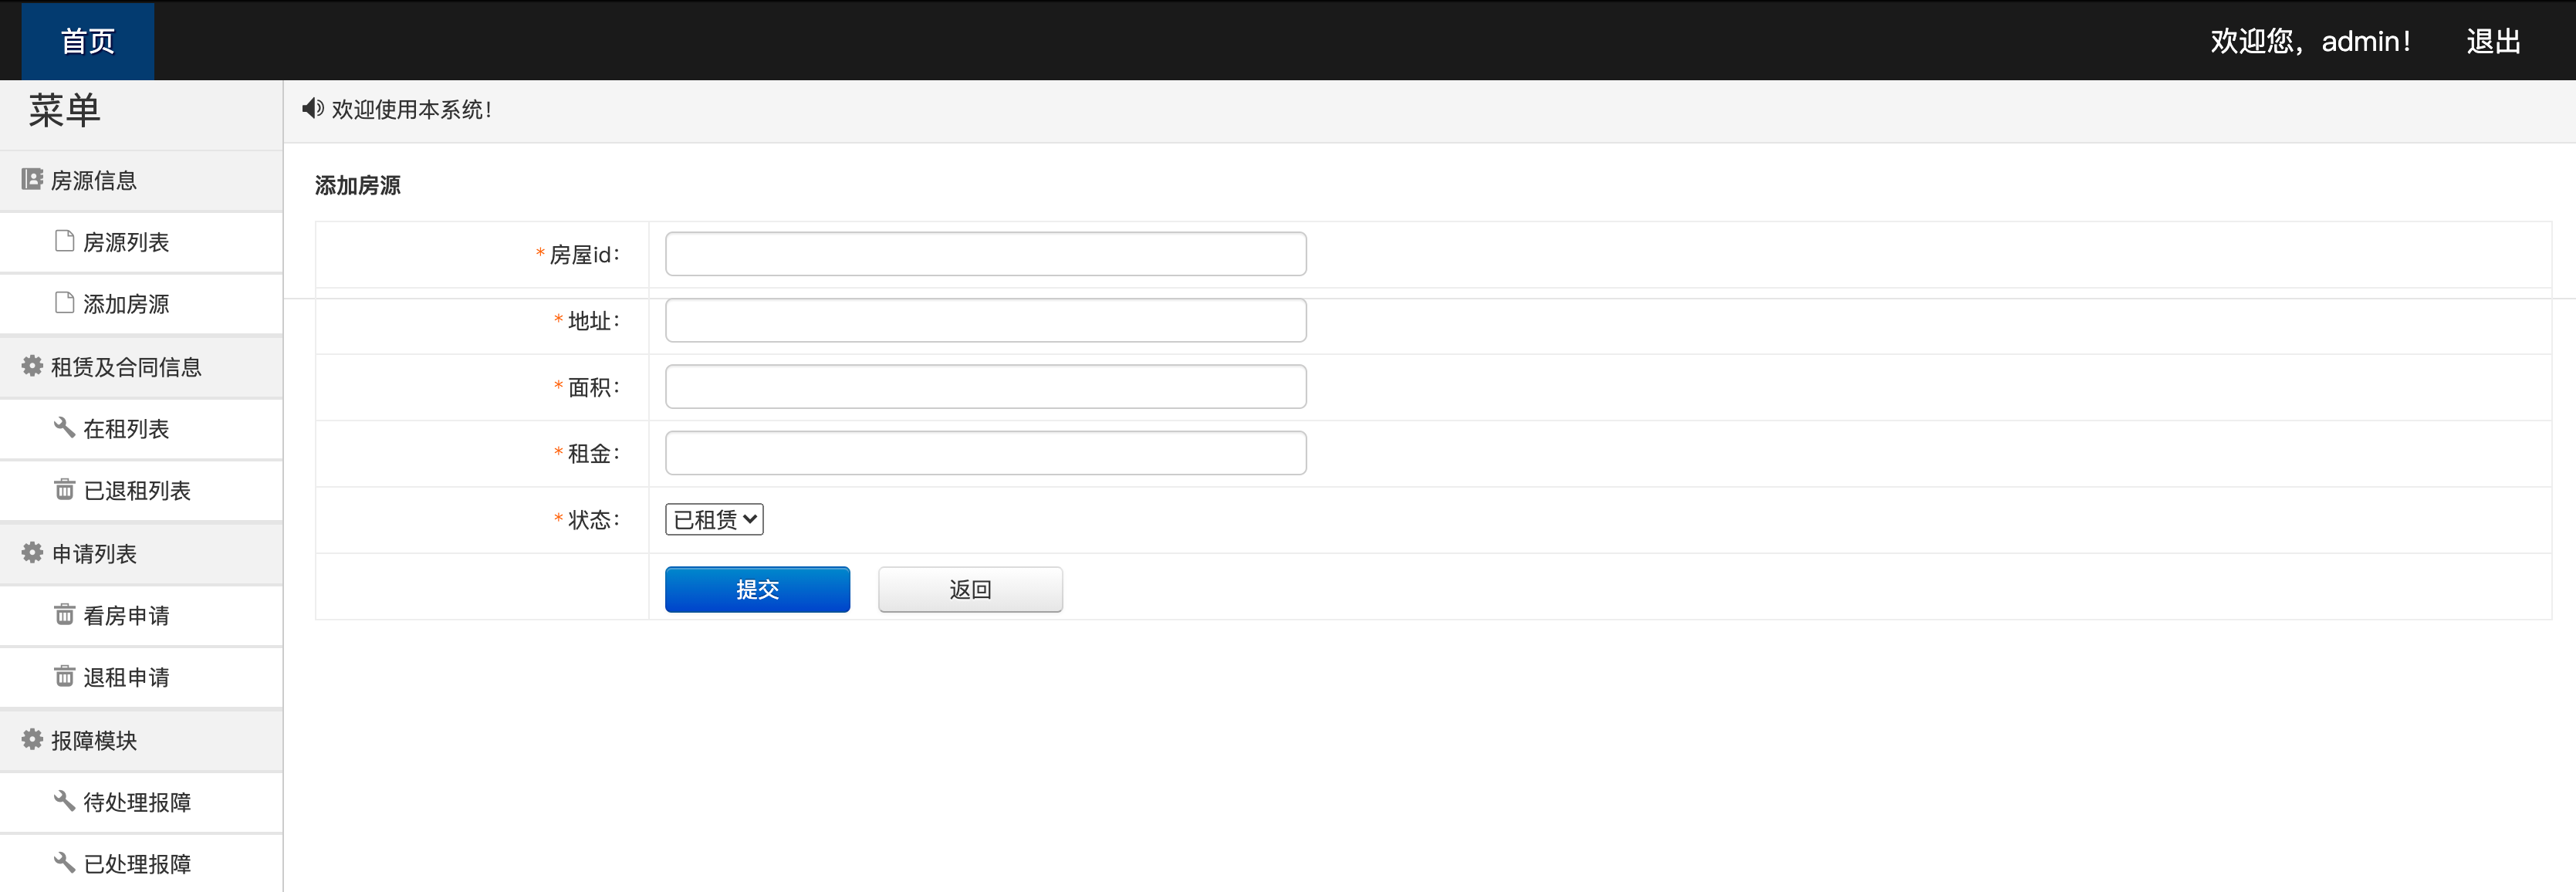 首页
欢迎您，admin！ 退出
菜单
欢迎使用本系统！
房源信息
房源列表
添加房源
租赁及合同信息
在租列表
已退租列表
申请列表
看房申请
退租申请
报障模块
待处理报障
已处理报障
添加房源
*房屋id：
*地址：
*面积：
*租金：
*状态： 已租赁
提交 返回